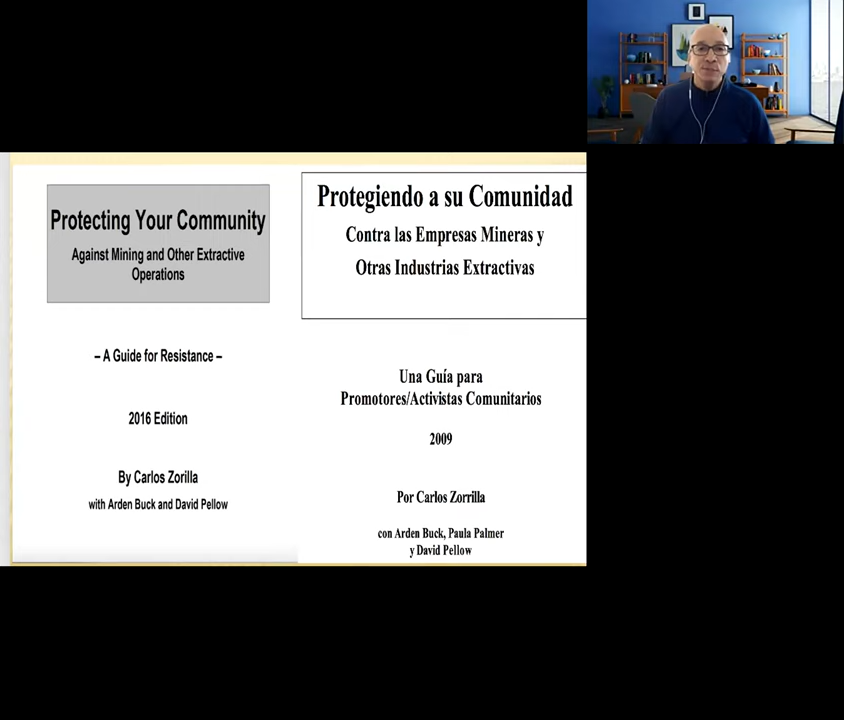 Protecting Your Community
Against Mining and Other Extractive
Operations
– A Guide for Resistance –
2016 Edition
By Carlos Zorilla
with Arden Buck and David Pellow
Protegiendo a su Comunidad
Contra las Empresas Mineras y
Otras Industrias Extractivas
Una Guía para
Promotores/Activistas Comunitarios
2009
Por Carlos Zorrilla
con Arden Buck, Paula Palmer
y David Pellow